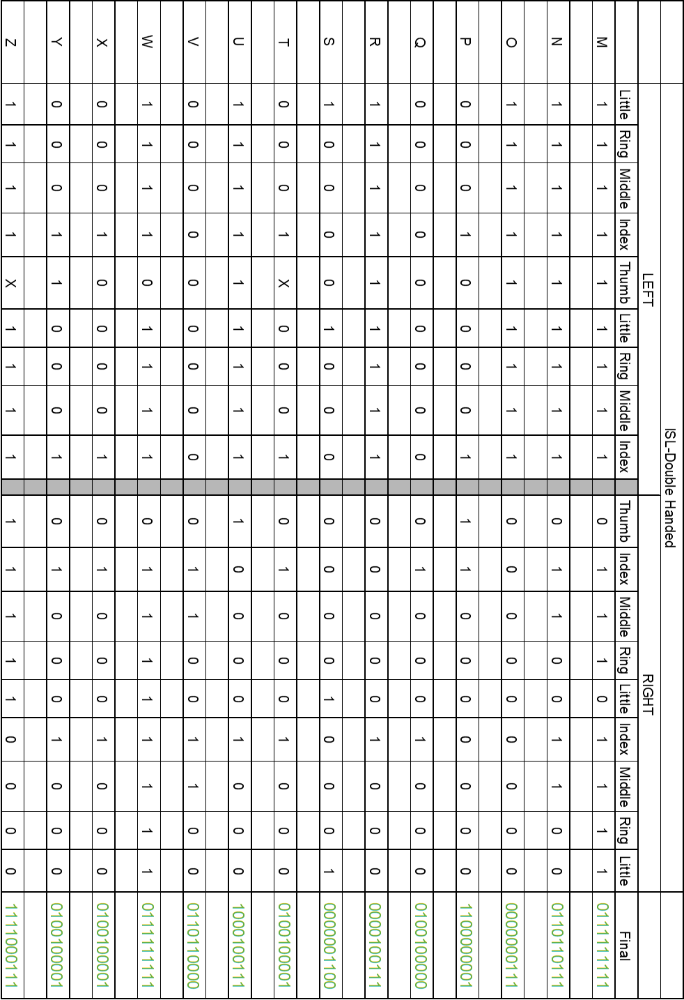 ISL-Double Handed
LEFT RIGHT
Little Ring Middle Index Thumb Little Ring Middle Index Thumb Index Middle Ring Little Index Middle Ring Little Final
M 1 1 1 1 1 1 1 1 1 0 1 1 1 0 1 1 1 1 0111111111
N 1 1 1 1 1 1 1 1 1 0 1 1 0 0 1 1 0 0 0110110111
O 1 1 1 1 1 1 1 1 1 0 0 0 0 0 0 0 0 0 0000000111
P 0 0 0 1 0 0 0 0 1 1 1 0 0 0 0 0 0 0 1100000001
Q 0 0 0 0 0 0 0 0 0 0 1 0 0 0 1 0 0 0 0100100000
R 1 1 1 1 1 1 1 1 1 0 0 0 0 0 1 0 0 0 0000100111
S 1 0 0 0 0 1 0 0 0 0 0 0 0 1 0 0 0 1 0000001100
T 0 0 0 1 X 0 0 0 1 0 1 0 0 0 1 0 0 0 0100100001
U 1 1 1 1 1 1 1 1 1 1 0 0 0 0 1 0 0 0 1000100111
V 0 0 0 0 0 0 0 0 0 0 1 1 0 0 1 1 0 0 0110110000
W 1 1 1 1 0 1 1 1 1 0 1 1 1 1 1 1 1 1 0111111111
X 0 0 0 1 0 0 0 0 1 0 1 0 0 0 1 0 0 0 0100100001
Y 0 0 0 1 1 0 0 0 1 0 1 0 0 0 1 0 0 0 0100100001
Z 1 1 1 1 X 1 1 1 1 1 1 1 1 1 0 0 0 0 1111000111